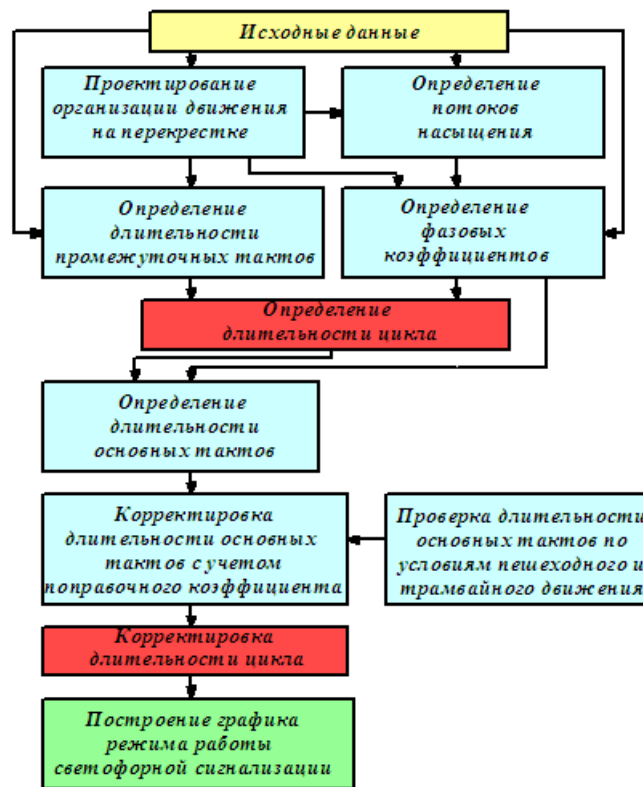 Исходные данные
Проектирование
организации движения
на перекрестке
Определение
потоков
насыщения
Определение
длительности
промежуточных тактов
Определение
фазовых
коэффициентов
Определение
длительности цикла
Определение
длительности
основных тактов
Корректировка
длительности основных
тактов с учетом
поправочного коэффициента
Проверка длительности
основных тактов по
условиям пешеходного и
трамвайного движения
Корректировка
длительности цикла
Построение графика
режима работы
светофорной сигнализации